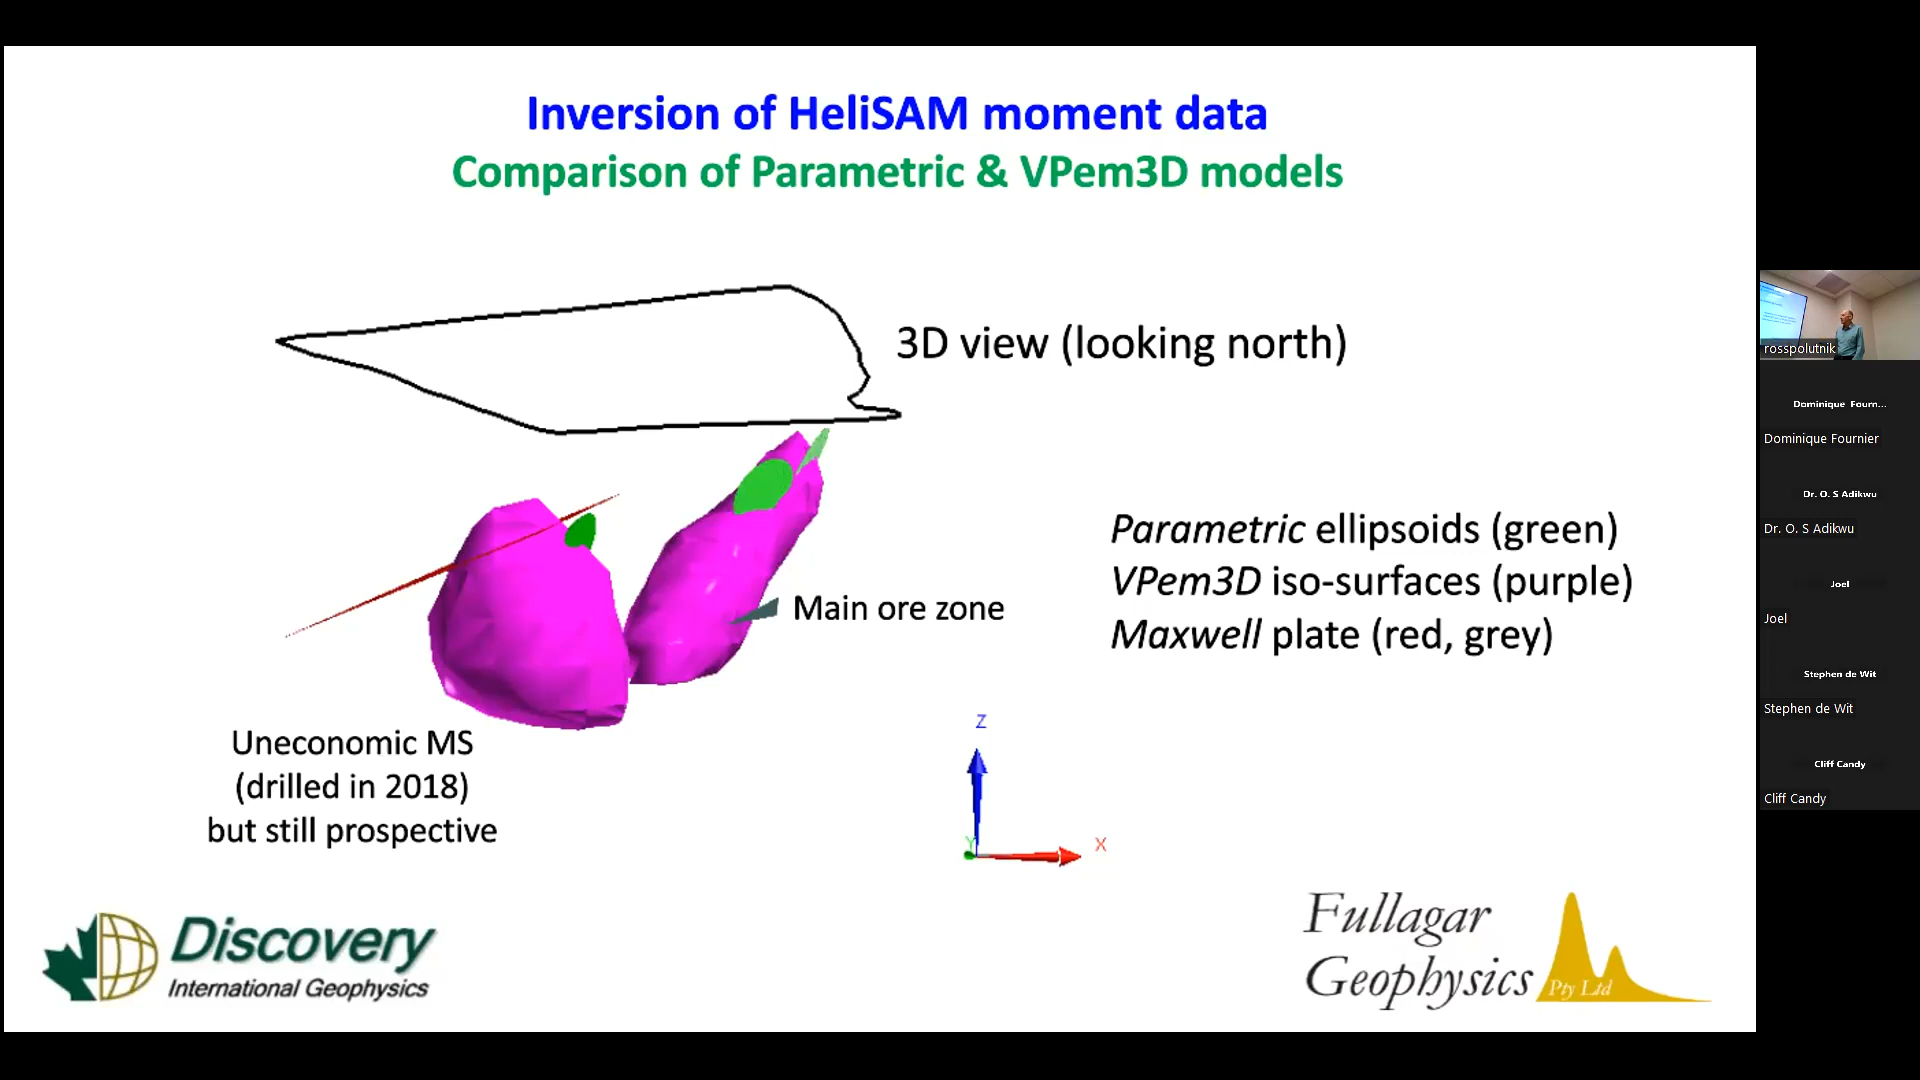 Inversion of HeliSAM moment data
Comparison of Parametric & VPem3D models
3D view (looking north)
Parametric ellipsoids (green)
VPem3D iso-surfaces (purple)
Maxwell plate (red, grey)
Main ore zone
Uneconomic MS
(drilled in 2018)
but still prospective
Z
Y
X
Discovery
International Geophysics
Fullagar
Geophysics
Pty Ltd
rosspolutnik
Dominique Fourn...
Dominique Fournier
Dr. O. S Adikwu
Dr. O. S Adikwu
Joel
Joel
Stephen de Wit
Stephen de Wit
Cliff Candy
Cliff Candy